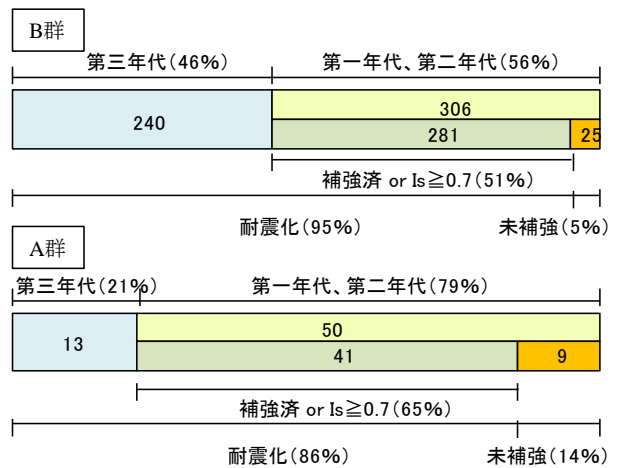 B群
第三年代（46%） 第一年代、第二年代（56%）
306
240
281 25
補強済 or Is≧0.7（51%）
耐震化（95%） 未補強（5%）
A群
第三年代（21%） 第一年代、第二年代（79%）
50
13
41 9
補強済 or Is≧0.7（65%）
耐震化（86%） 未補強（14%）